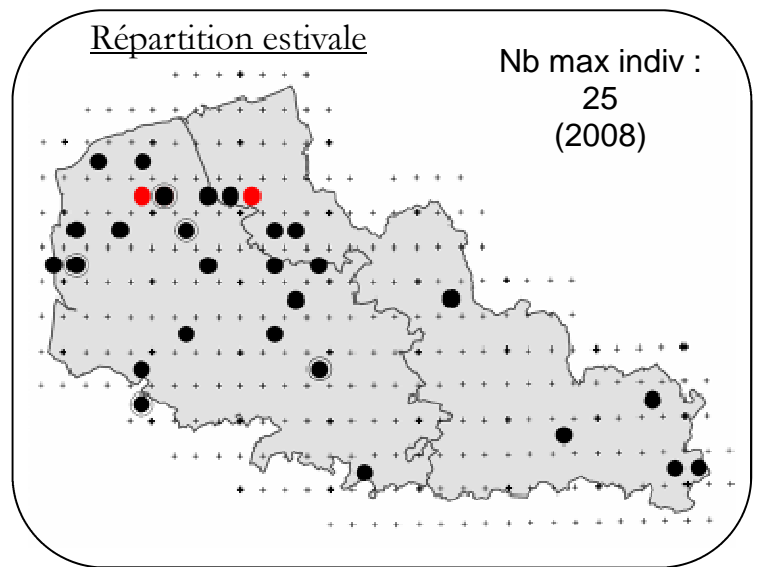 Répartition estivale
Nb max indiv :
25
(2008)